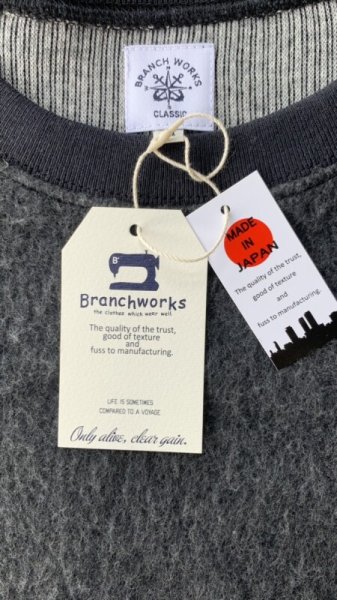 BRANCH WORKS
CLASSIC
B
Branchworks
the clothes which wear well
The quality of the trust,
good of texture
and
fuss to manufacturing.
LIFE IS SOMETIMES
COMPARED TO A VOYAGE
Only alive, clear gain.
MADE
IN
JAPAN
The quality of the trust,
good of texture
and
fuss to manufacturing.